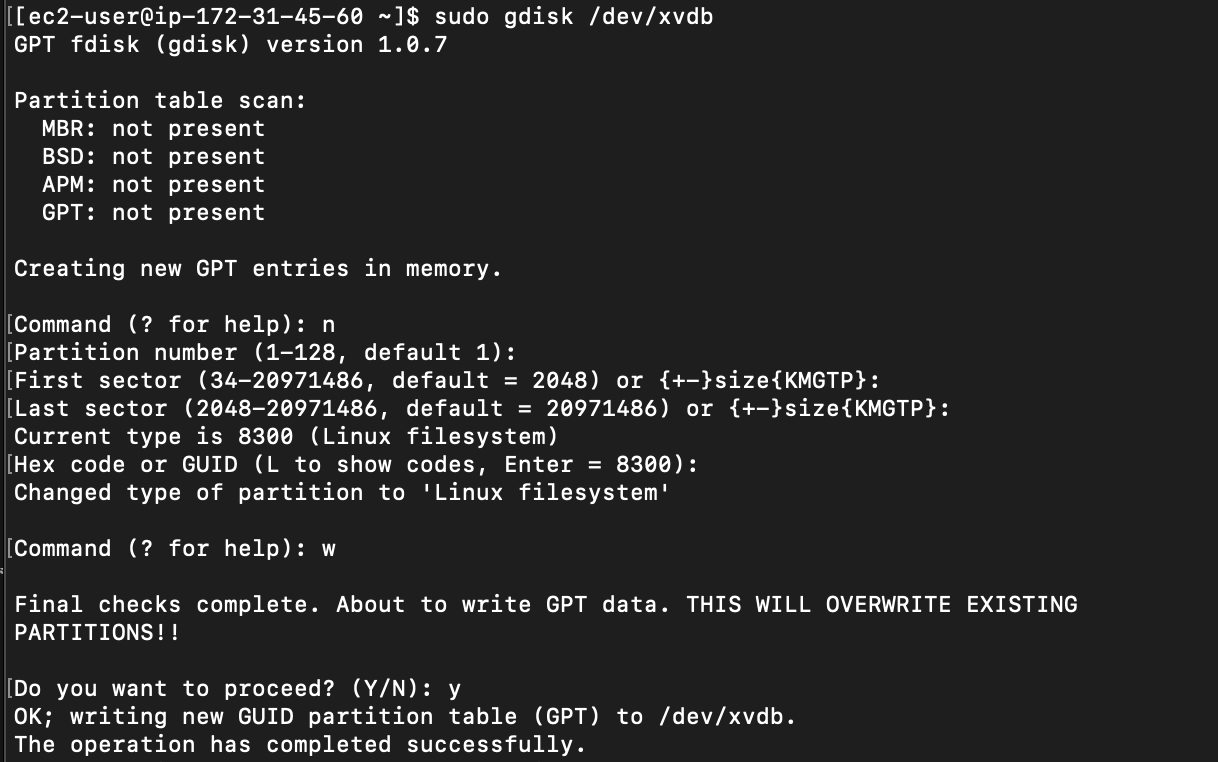 [[ec2-user@ip-172-31-45-60 ~]$ sudo gdisk /dev/xvdb
GPT fdisk (gdisk) version 1.0.7

Partition table scan:
  MBR: not present
  BSD: not present
  APM: not present
  GPT: not present

Creating new GPT entries in memory.

[Command (? for help): n
[Partition number (1-128, default 1):
[First sector (34-20971486, default = 2048) or {+-}size{KMGTP}:
[Last sector (2048-20971486, default = 20971486) or {+-}size{KMGTP}:
Current type is 8300 (Linux filesystem)
[Hex code or GUID (L to show codes, Enter = 8300):
Changed type of partition to 'Linux filesystem'

[Command (? for help): w

Final checks complete. About to write GPT data. THIS WILL OVERWRITE EXISTING
PARTITIONS!!

[Do you want to proceed? (Y/N): y
OK; writing new GUID partition table (GPT) to /dev/xvdb.
The operation has completed successfully.